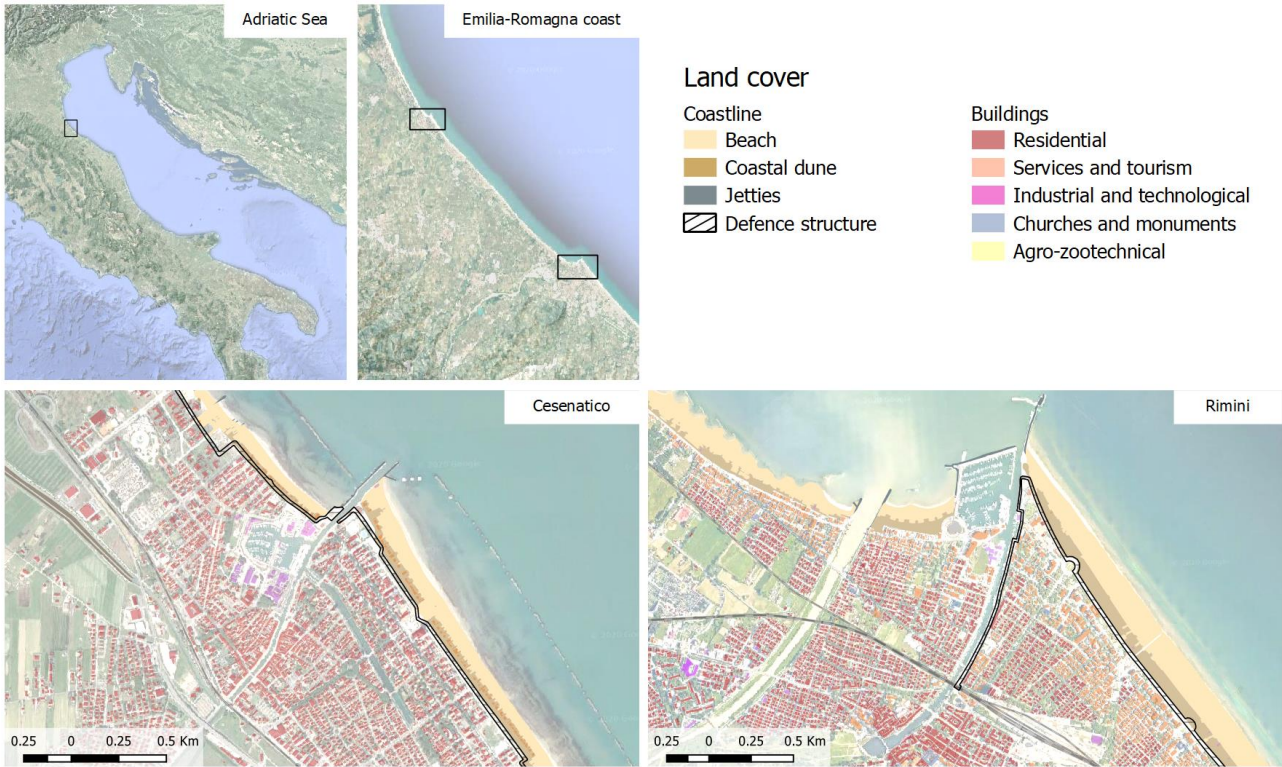 Adriatic Sea
Emilia-Romagna coast
Land cover
Coastline
Beach
Coastal dune
Jetties
Defence structure
Buildings
Residential
Services and tourism
Industrial and technological
Churches and monuments
Agro-zootechnical
Cesenatico
0.25 0 0.25 0.5 Km
Rimini
0.25 0 0.25 0.5 Km